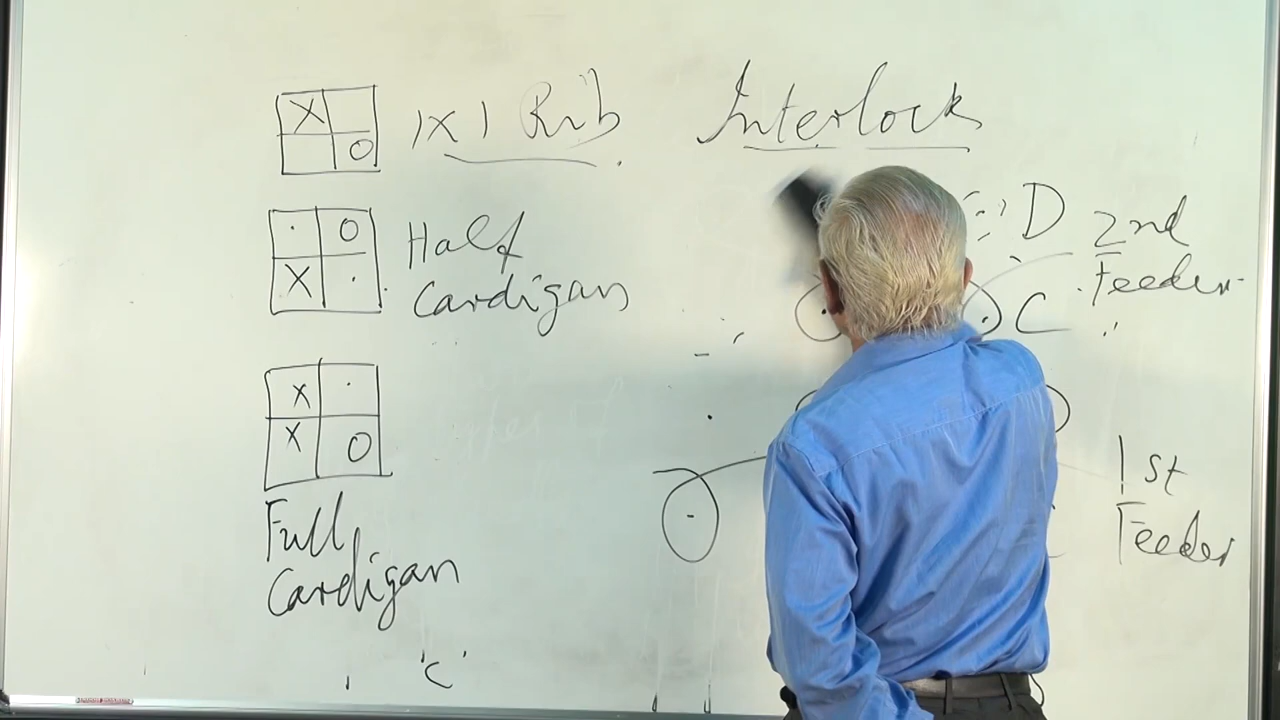 X
O
1X1 Rib
Interlock
. O
X .
Half
Cardigan
D
2nd
Feeder
C
X .
X O
Full
Cardigan
1st
Feeder
'C'